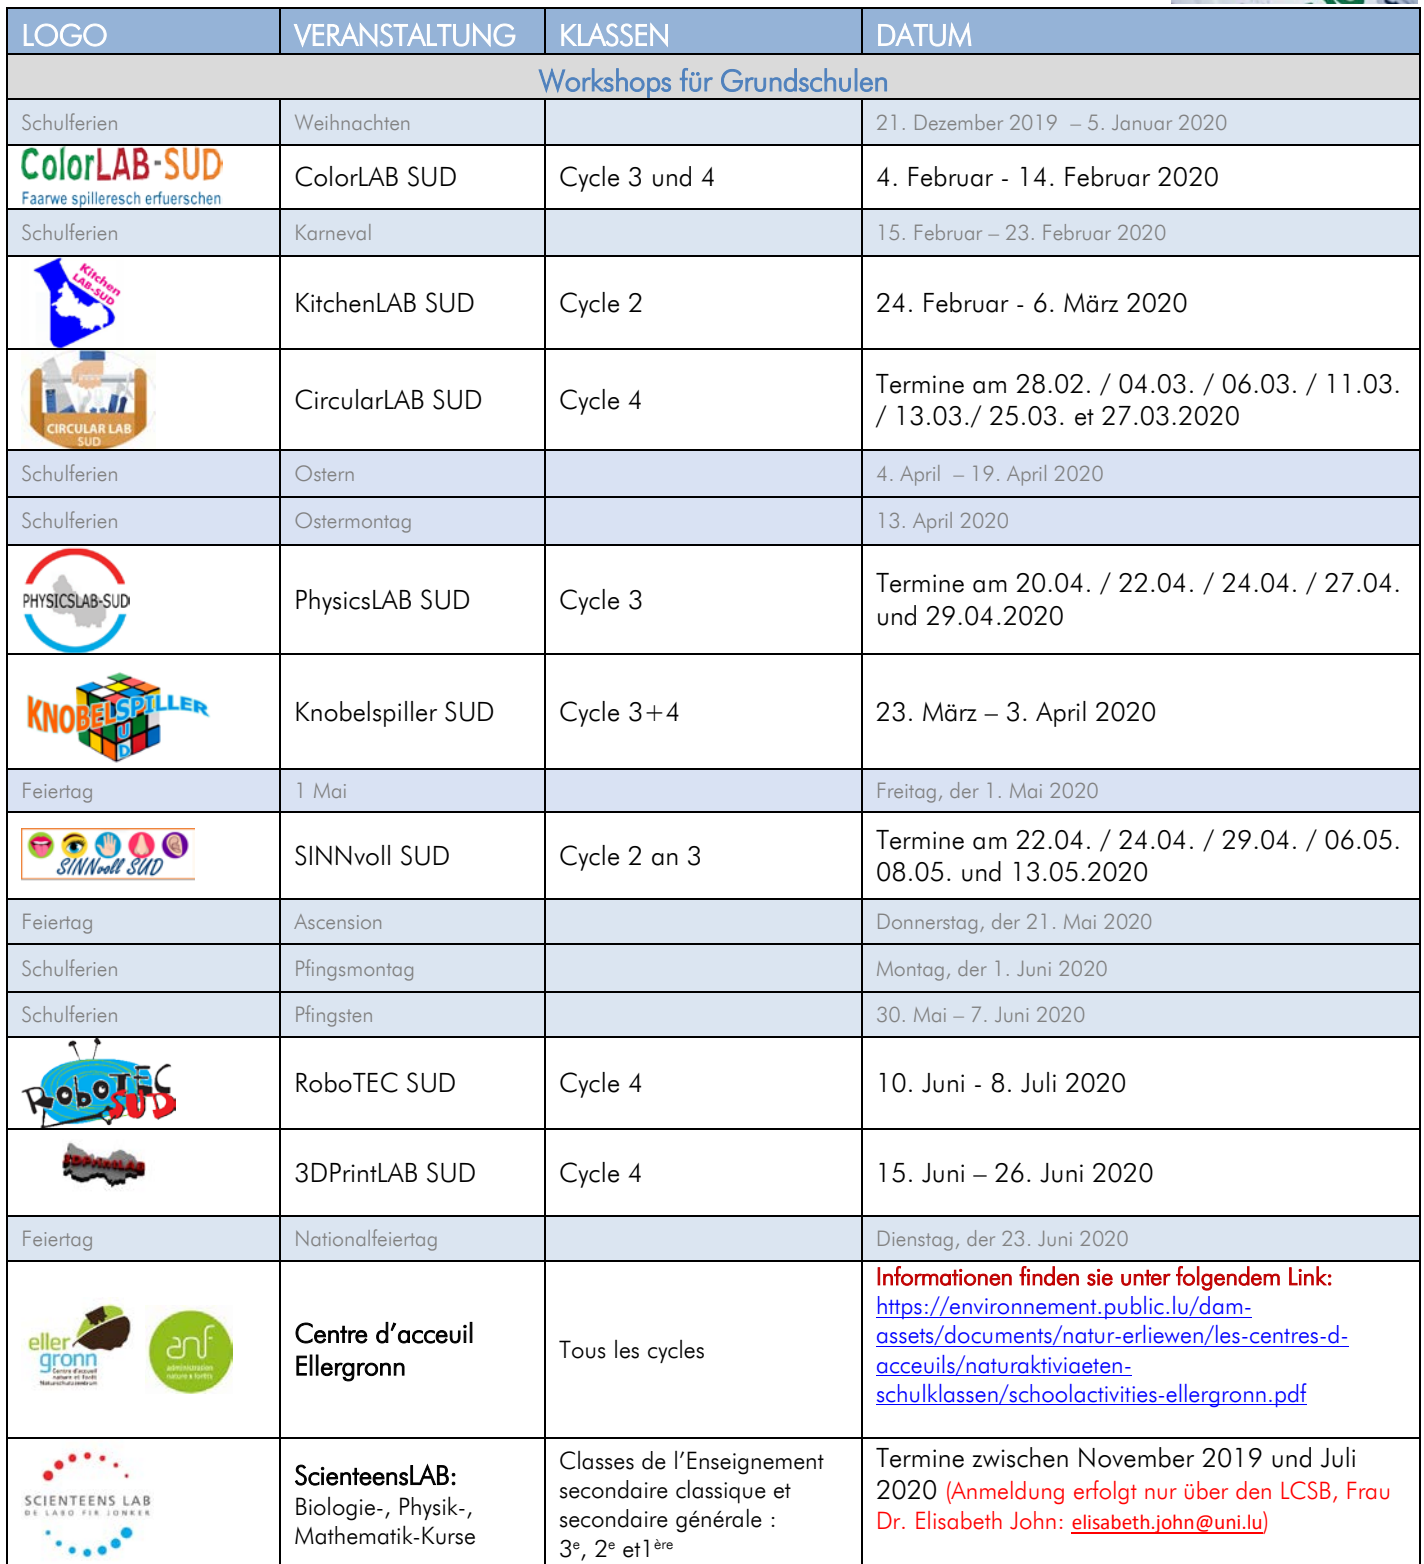 LOGO VERANSTALTUNG KLASSEN DATUM
Workshops für Grundschulen
Schulferien Weihnachten 21. Dezember 2019 – 5. Januar 2020
ColorLAB-SUD
Faarwe spilleresch erfuerschen
ColorLAB SUD Cycle 3 und 4 4. Februar - 14. Februar 2020
Schulferien Karneval 15. Februar – 23. Februar 2020
Kitchen
LAB-SUD
KitchenLAB SUD Cycle 2 24. Februar - 6. März 2020
CIRCULAR LAB
SUD
CircularLAB SUD Cycle 4
Termine am 28.02. / 04.03. / 06.03. / 11.03.
/ 13.03./ 25.03. et 27.03.2020
Schulferien Ostern 4. April – 19. April 2020
Schulferien Ostermontag 13. April 2020
PHYSICSLAB-SUD
PhysicsLAB SUD Cycle 3
Termine am 20.04. / 22.04. / 24.04. / 27.04.
und 29.04.2020
KNOBELSPILLER
SUD
Knobelspiller SUD Cycle 3+4 23. März – 3. April 2020
Feiertag 1 Mai Freitag, der 1. Mai 2020
SINNvoll SUD
SINNvoll SUD Cycle 2 an 3
Termine am 22.04. / 24.04. / 29.04. / 06.05.
08.05. und 13.05.2020
Feiertag Ascension Donnerstag, der 21. Mai 2020
Schulferien Pfingsmontag Montag, der 1. Juni 2020
Schulferien Pfingsten 30. Mai – 7. Juni 2020
RoboTEC
SUD
RoboTEC SUD Cycle 4 10. Juni - 8. Juli 2020
3DPrintLAB
3DPrintLAB SUD Cycle 4 15. Juni – 26. Juni 2020
Feiertag Nationalfeiertag Dienstag, der 23. Juni 2020
eller
gronn
Centre d'accueil
nature et forêt
Naturschutzzentrum
anf
administration
nature & forêts
Centre d'acceuil
Ellergronn
Tous les cycles
Informationen finden sie unter folgendem Link:
https://environnement.public.lu/dam-
assets/documents/natur-erliewen/les-centres-d-
acceuils/naturaktiviaeten-
schulklassen/schoolactivities-ellergronn.pdf
SCIENTEENS LAB
DE LABO FIR JONKER
ScienteensLAB:
Biologie-, Physik-,
Mathematik-Kurse
Classes de l'Enseignement
secondaire classique et
secondaire générale :
3e, 2e et1ère
Termine zwischen November 2019 und Juli
2020 (Anmeldung erfolgt nur über den LCSB, Frau
Dr. Elisabeth John: elisabeth.john@uni.lu)